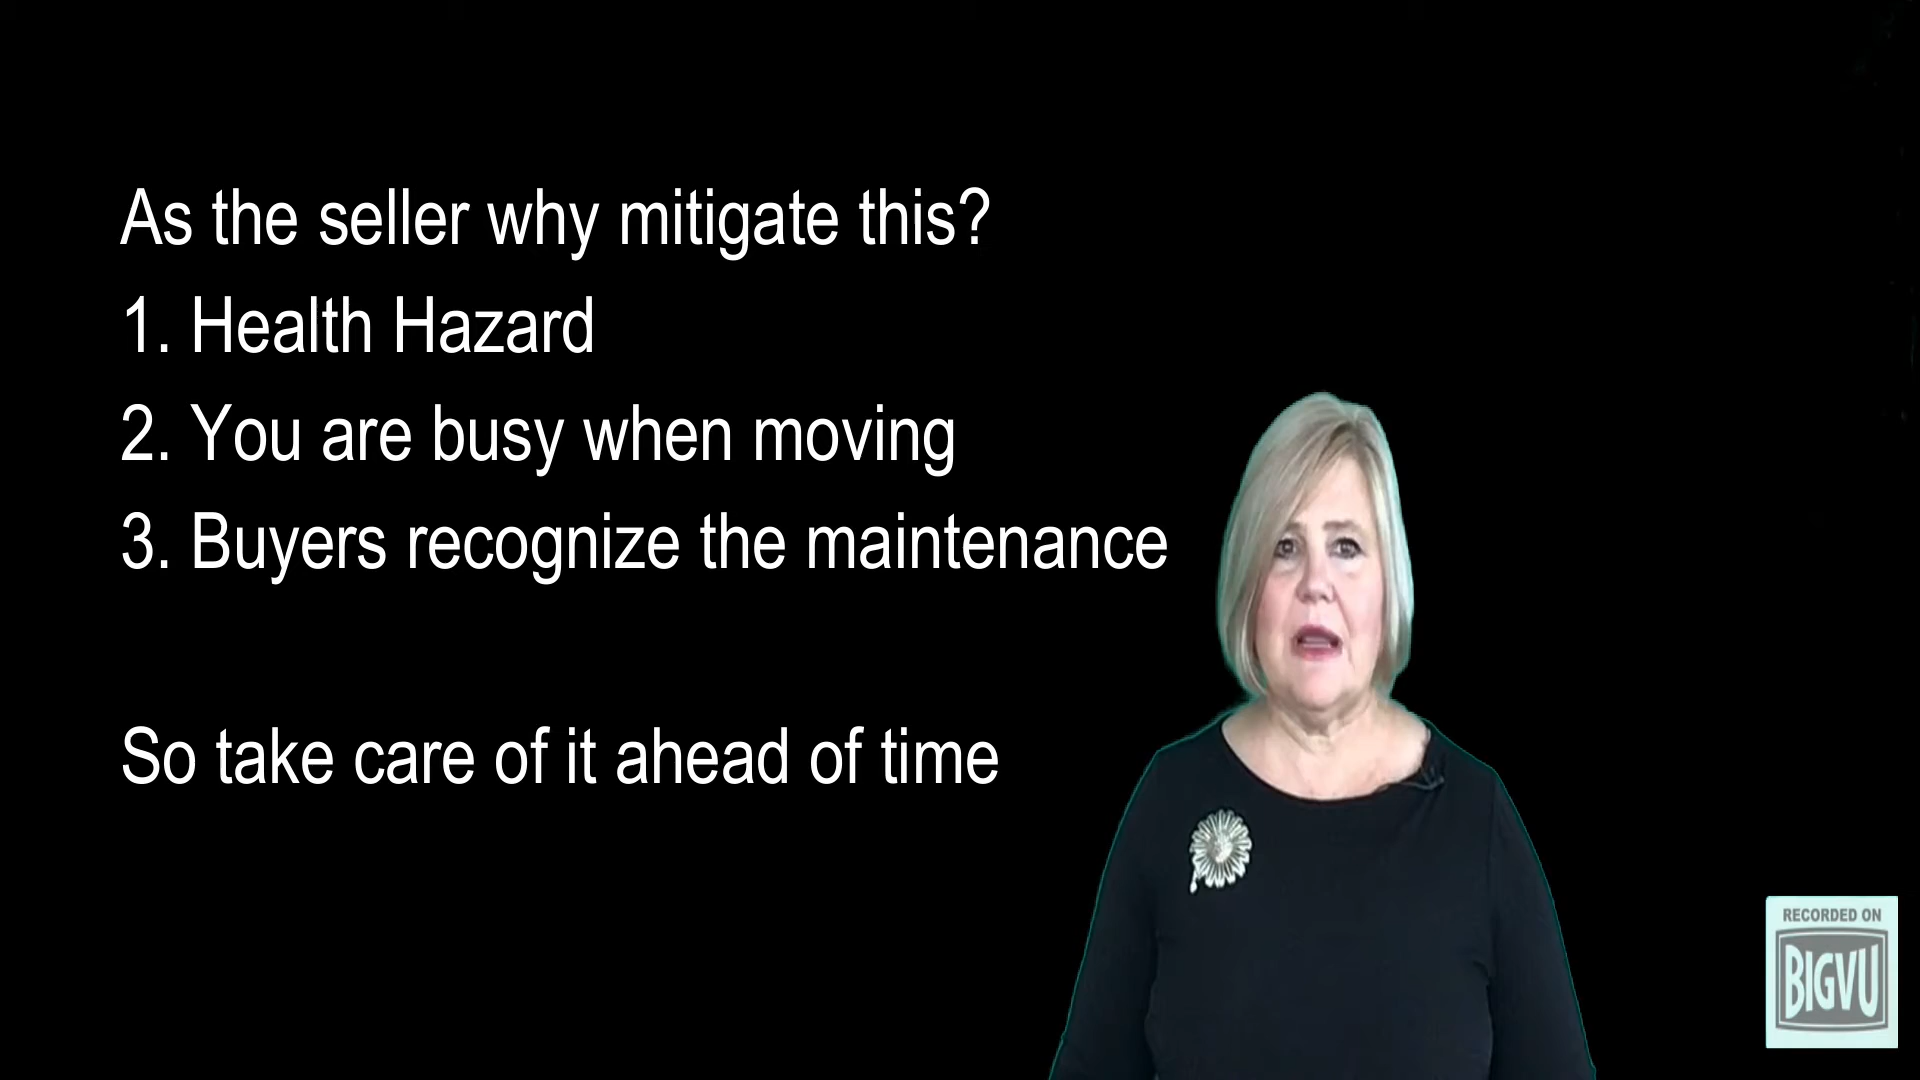 As the seller why mitigate this?
1. Health Hazard
2. You are busy when moving
3. Buyers recognize the maintenance
So take care of it ahead of time
RECORDED ON
BIGVU